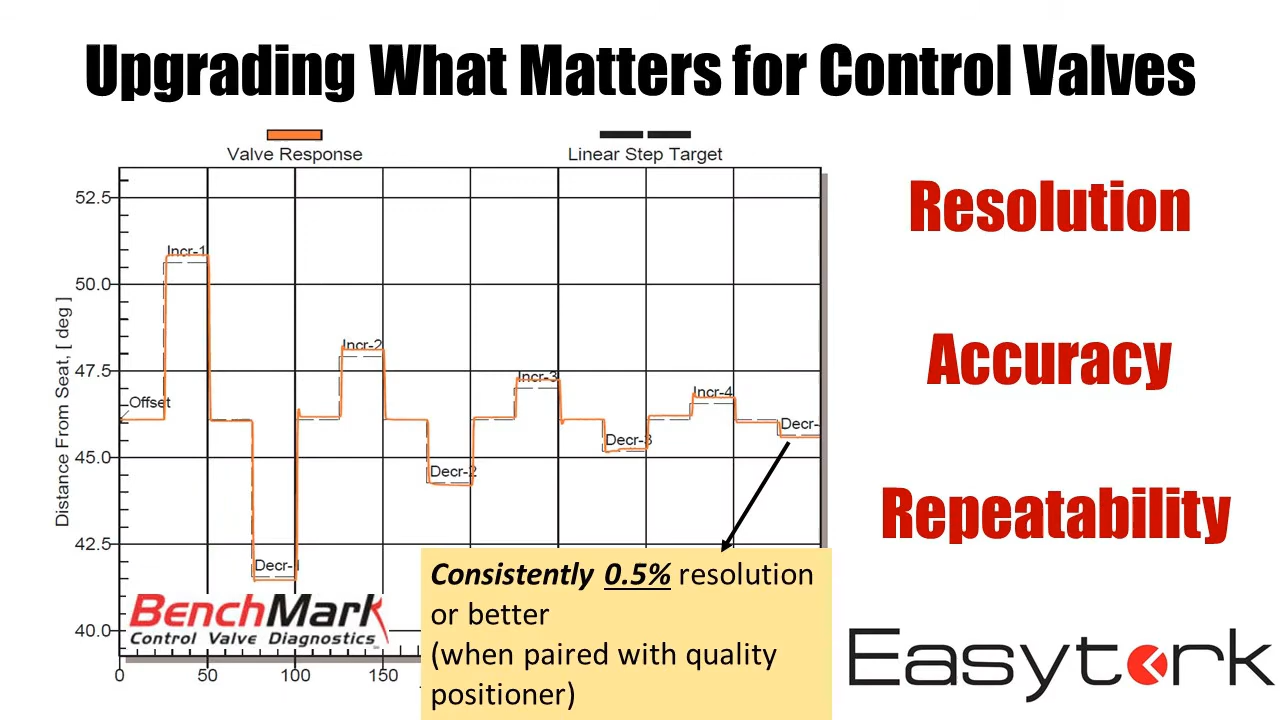 Upgrading What Matters for Control Valves
Valve Response
Linear Step Target
Resolution
Accuracy
Repeatability
Distance From Seat, [ deg ]
52.5
50.0
47.5
45.0
42.5
40.0
Offset
Incr-1
Decr-1
Incr-2
Decr-2
Incr-3
Decr-3
Incr-4
Decr-
0
50
100
150
BenchMark
Control Valve Diagnostics
Consistently 0.5% resolution
or better
(when paired with quality
positioner)
Easytork